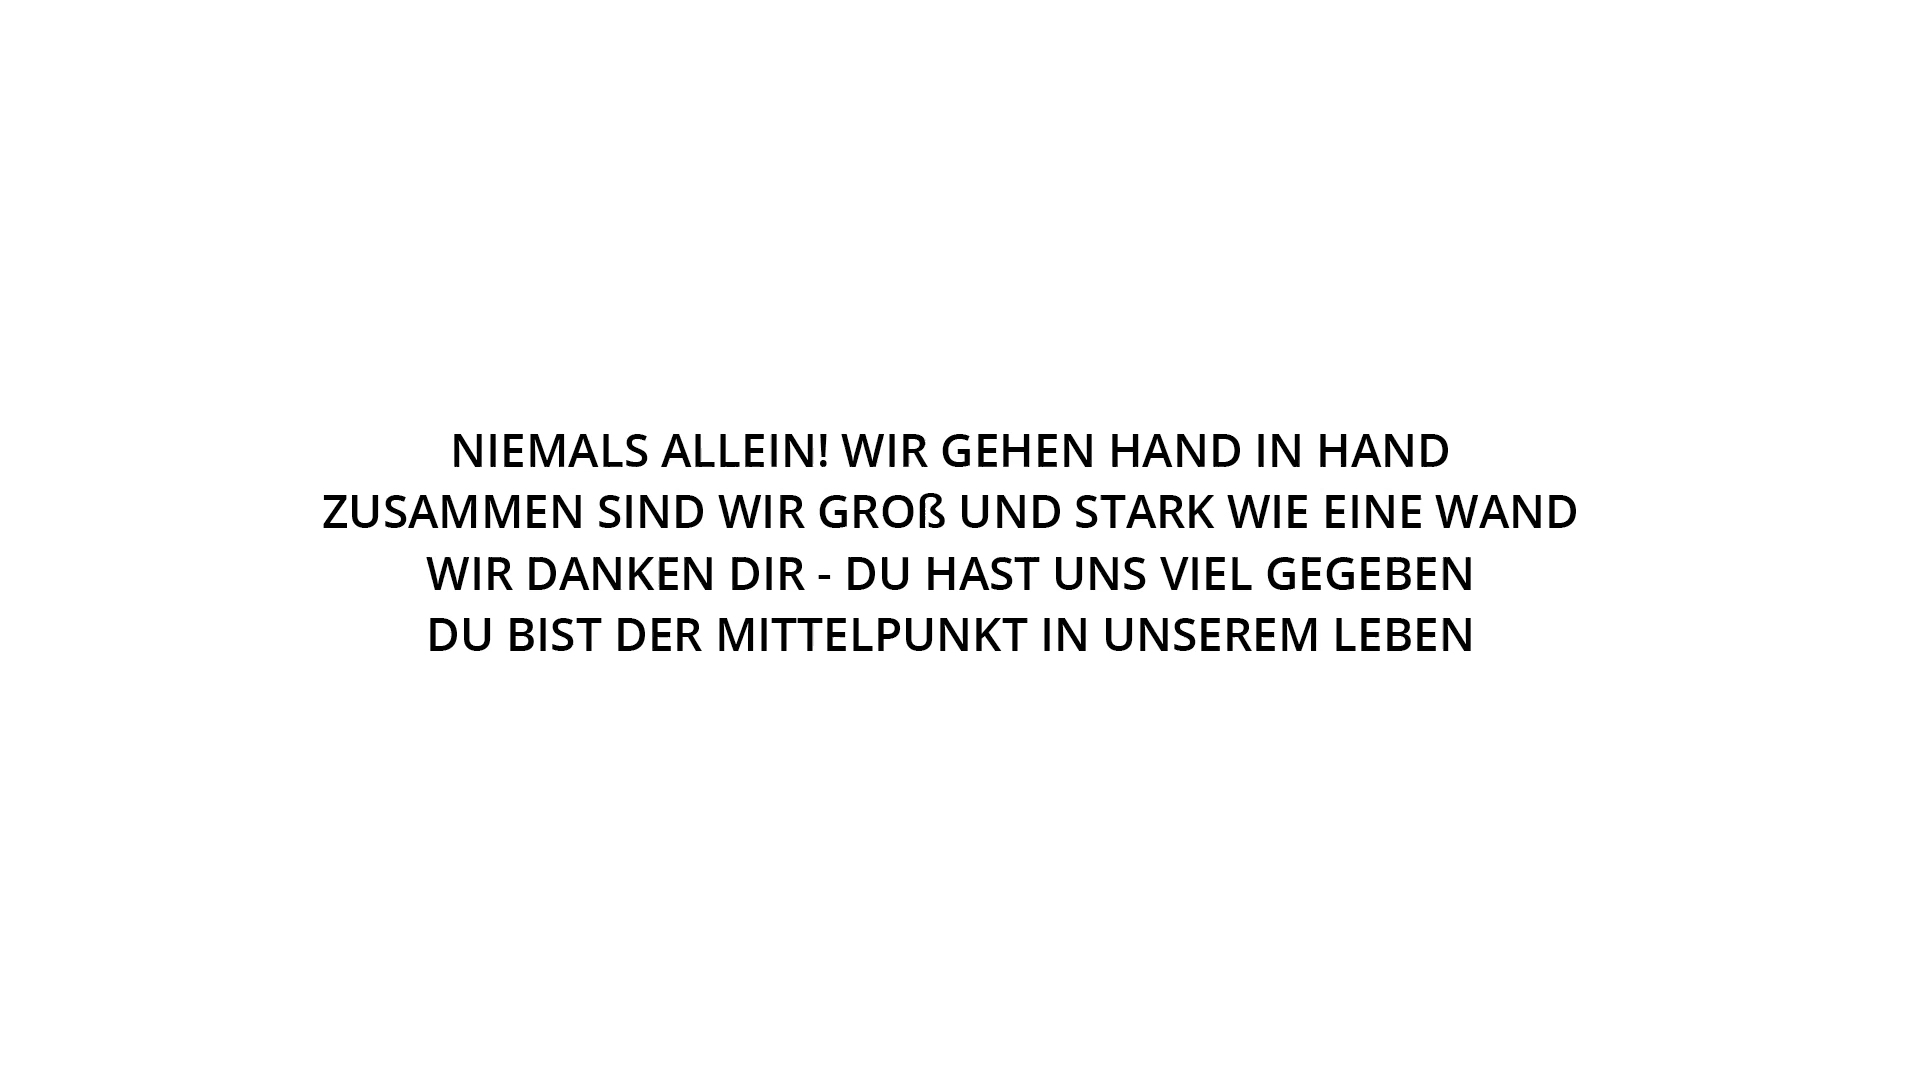 NIEMALS ALLEIN! WIR GEHEN HAND IN HAND
ZUSAMMEN SIND WIR GROß UND STARK WIE EINE WAND
WIR DANKEN DIR - DU HAST UNS VIEL GEGEBEN
DU BIST DER MITTELPUNKT IN UNSEREM LEBEN